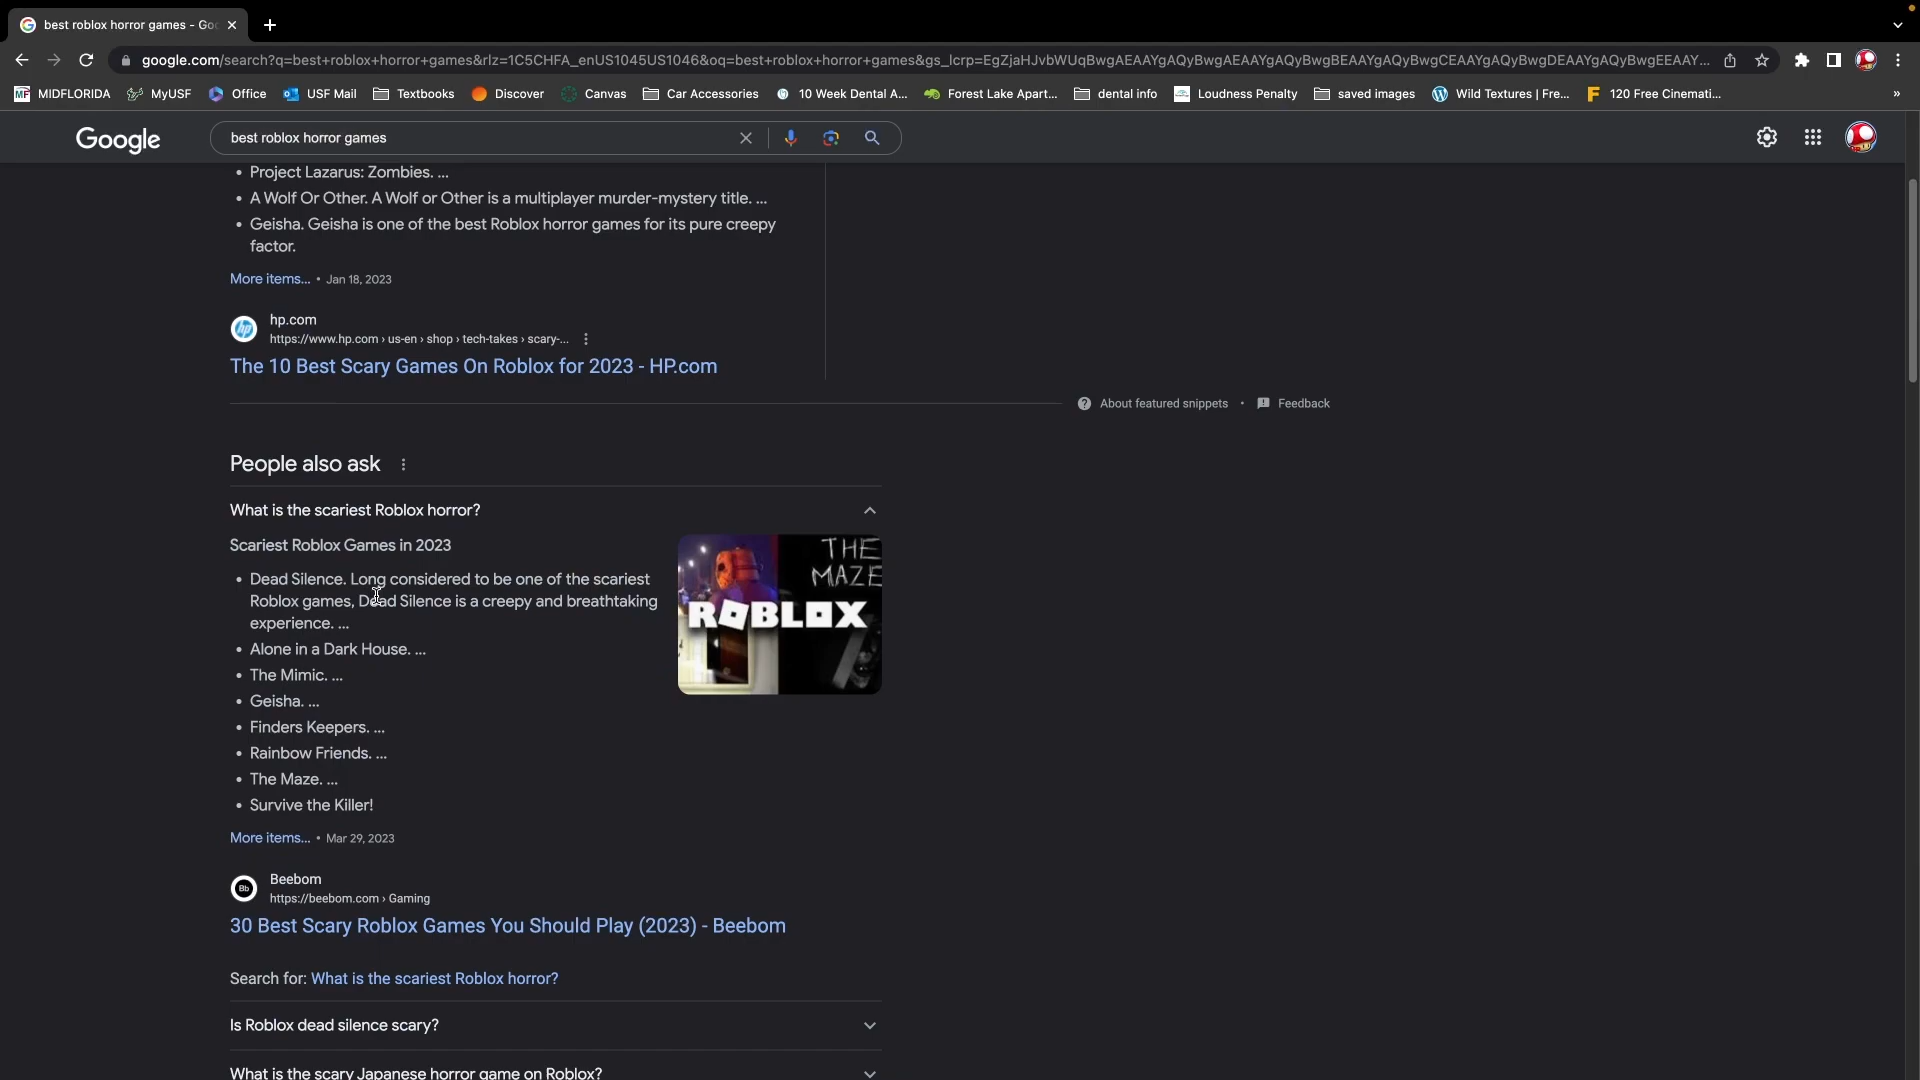 best roblox horror games - Goo
google.com/search?q=best+roblox+horror+games&rlz=1C5CHFA_enUS1045US1046&oq=best+roblox+horror+games&gs_lcrp=EgZjaHJvbWUqBwgAEAAYgAQyBwgAEAAYgAQyBwgBEAAYgAQyBwgCEAAYgAQyBwgDEAAYgAQyBwgEEAAY...
MF MIDFLORIDA MyUSF Office USF Mail Textbooks Discover Canvas Car Accessories 10 Week Dental A... Forest Lake Apart... dental info Loudness Penalty saved images Wild Textures | Fre... 120 Free Cinemati... »
Google
best roblox horror games
Project Lazarus: Zombies. ...
A Wolf Or Other. A Wolf or Other is a multiplayer murder-mystery title. ...
Geisha. Geisha is one of the best Roblox horror games for its pure creepy
factor.
More items... • Jan 18, 2023
hp
hp.com
https://www.hp.com › us-en › shop › tech-takes › scary-...
The 10 Best Scary Games On Roblox for 2023 - HP.com
About featured snippets • Feedback
People also ask
What is the scariest Roblox horror?
Scariest Roblox Games in 2023
Dead Silence. Long considered to be one of the scariest
Roblox games, Dead Silence is a creepy and breathtaking
experience. ...
Alone in a Dark House. ...
The Mimic. ...
Geisha. ...
Finders Keepers. ...
Rainbow Friends. ...
The Maze. ...
Survive the Killer!
THE
MAZE
ROBLOX
More items... • Mar 29, 2023
Bb
Beebom
https://beebom.com › Gaming
30 Best Scary Roblox Games You Should Play (2023) - Beebom
Search for: What is the scariest Roblox horror?
Is Roblox dead silence scary?
What is the scary Japanese horror game on Roblox?